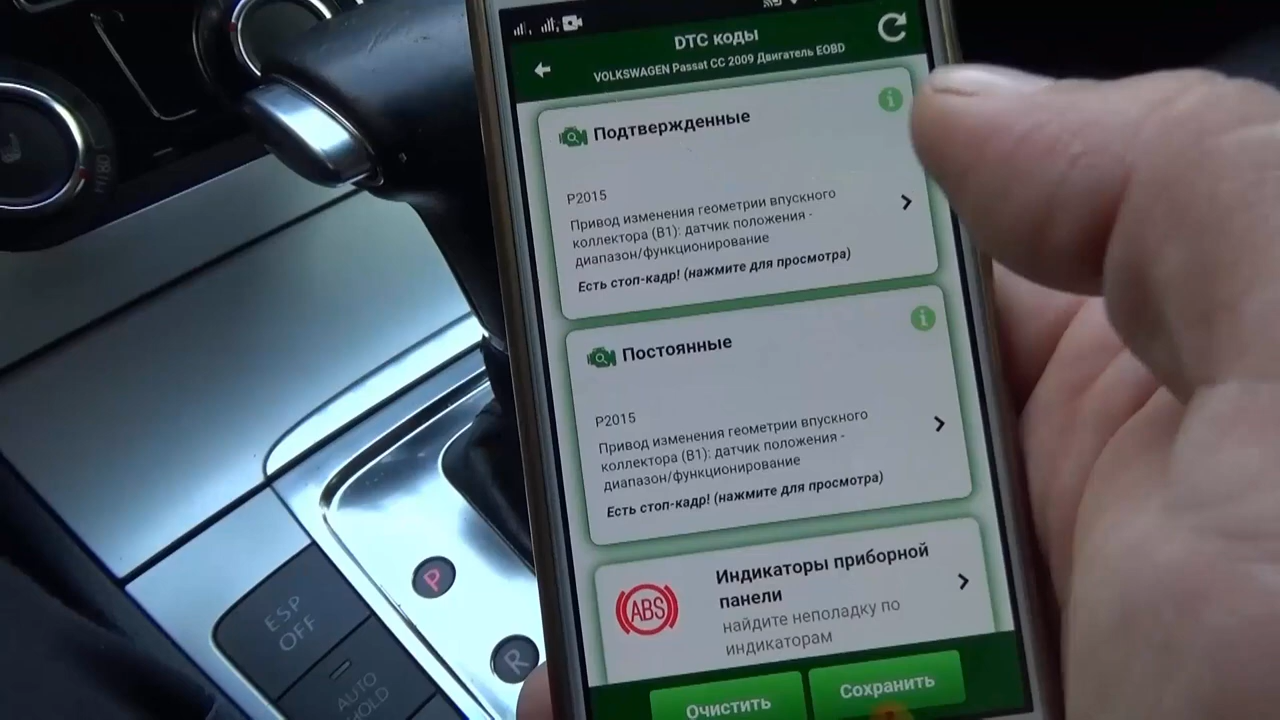 DTC коды
VOLKSWAGEN Passat CC 2009 Двигатель EOBD
Подтвержденные
P2015
Привод изменения геометрии впускного
коллектора (B1): датчик положения -
диапазон/функционирование
Есть стоп-кадр! (нажмите для просмотра)
Постоянные
P2015
Привод изменения геометрии впускного
коллектора (B1): датчик положения -
диапазон/функционирование
Есть стоп-кадр! (нажмите для просмотра)
ABS
Индикаторы приборной
панели
найдите неполадку по
индикаторам
Очистить
Сохранить
P
R
ESP
OFF
AUTO
HOLD